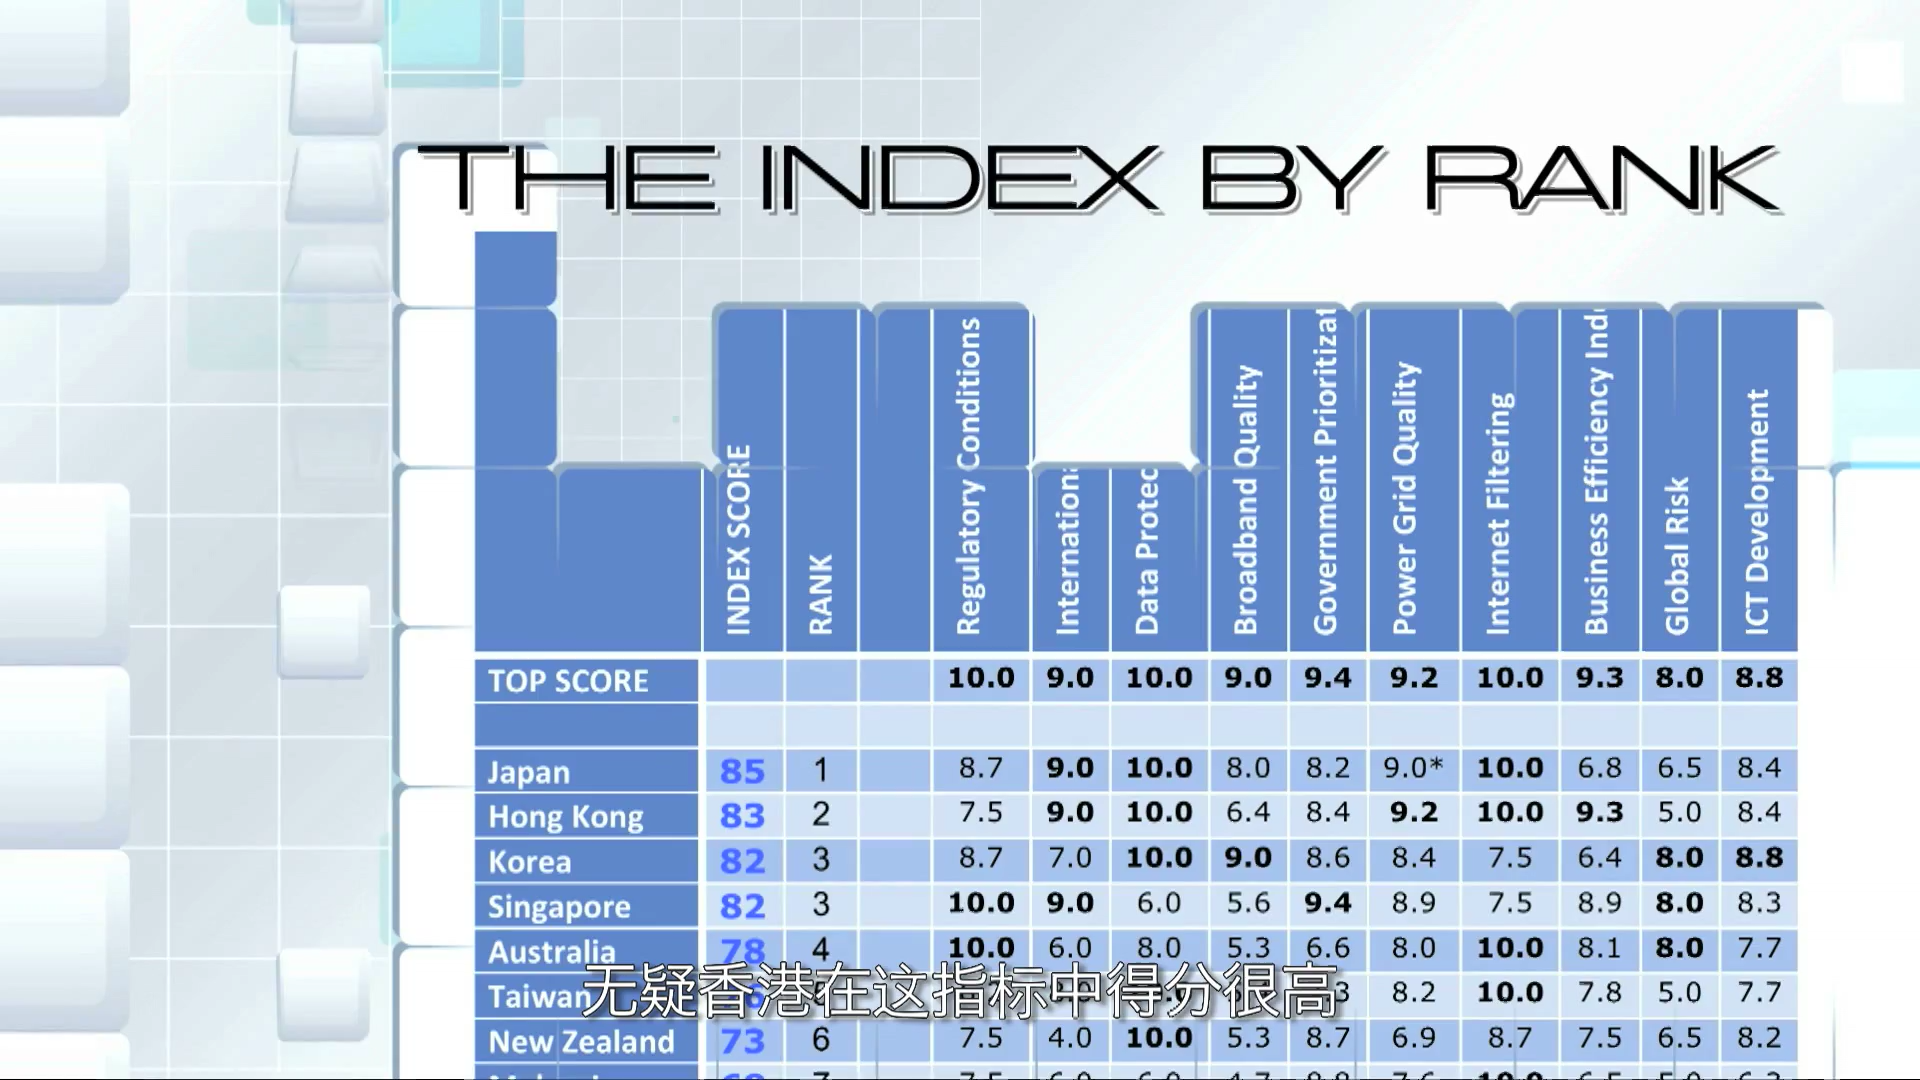 THE INDEX BY RANK
INDEX SCORE RANK Regulatory Conditions Broadband Quality Government Power Grid Quality Internet Filtering Business Efficiency Global Risk ICT Development
International Data
TOP SCORE 10.0 9.0 10.0 9.0 9.4 9.2 10.0 9.3 8.0 8.8
Japan 85 1 8.7 9.0 10.0 8.0 8.2 9.0* 10.0 6.8 6.5 8.4
Hong Kong 83 2 7.5 9.0 10.0 6.4 8.4 9.2 10.0 9.3 5.0 8.4
Korea 82 3 8.7 7.0 10.0 9.0 8.6 8.4 7.5 6.4 8.0 8.8
Singapore 82 3 10.0 9.0 6.0 5.6 9.4 8.9 7.5 8.9 8.0 8.3
Australia 78 4 10.0 6.0 8.0 5.3 6.6 8.0 10.0 8.1 8.0 7.7
Taiwan 8.2 10.0 7.8 5.0 7.7
无疑香港在这指标中得分很高
New Zealand 73 6 7.5 4.0 10.0 5.3 8.7 6.9 8.7 7.5 6.5 8.2